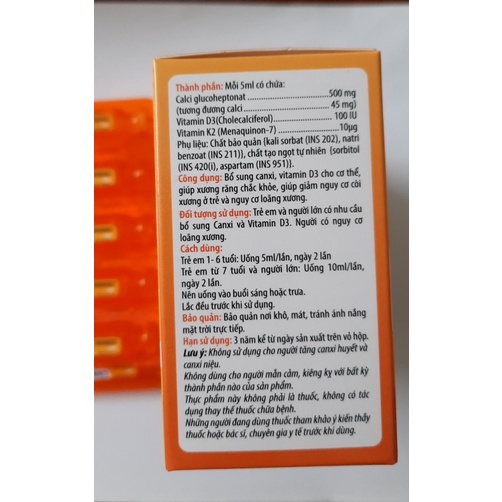 Thành phần: Mỗi 5ml có chứa:
Calci glucoheptonat ........................... 500 mg
(tương đương calci ........................... 45 mg)
Vitamin D3(Cholecalciferol) ................... 100 IU
Vitamin K2 (Menaquinon-7) ................... 10µg
Phụ liệu: Chất bảo quản {kali sorbat (INS 202), natri
benzoat (INS 211)}, chất tạo ngọt tự nhiên {sorbitol
(INS 420(i), aspartam (INS 951)}.
Công dụng: Bổ sung canxi, vitamin D3 cho cơ thể,
giúp xương răng chắc khỏe, giúp giảm nguy cơ còi
xương ở trẻ và nguy cơ loãng xương.
Đối tượng sử dụng: Trẻ em và người lớn có nhu cầu
bổ sung Canxi và Vitamin D3. Người có nguy cơ
loãng xương.
Cách dùng:
Trẻ em 1- 6 tuổi: Uống 5ml/lần, ngày 2 lần
Trẻ em từ 7 tuổi và người lớn: Uống 10ml/lần,
ngày 2 lần.
Nên uống vào buổi sáng hoặc trưa.
Lắc đều trước khi sử dụng.
Bảo quản: Bảo quản nơi khô, mát, tránh ánh nắng
mặt trời trực tiếp.
Hạn sử dụng: 3 năm kể từ ngày sản xuất trên vỏ hộp.
Lưu ý: Không sử dụng cho người tăng canxi huyết và
canxi niệu.
Không dùng cho người mẫn cảm, kiêng kỵ với bất kỳ
thành phần nào của sản phẩm.
Thực phẩm này không phải là thuốc, không có tác
dụng thay thế thuốc chữa bệnh.
Những người đang dùng thuốc tham khảo ý kiến thầy
thuốc hoặc bác sĩ, chuyên gia y tế trước khi dùng.